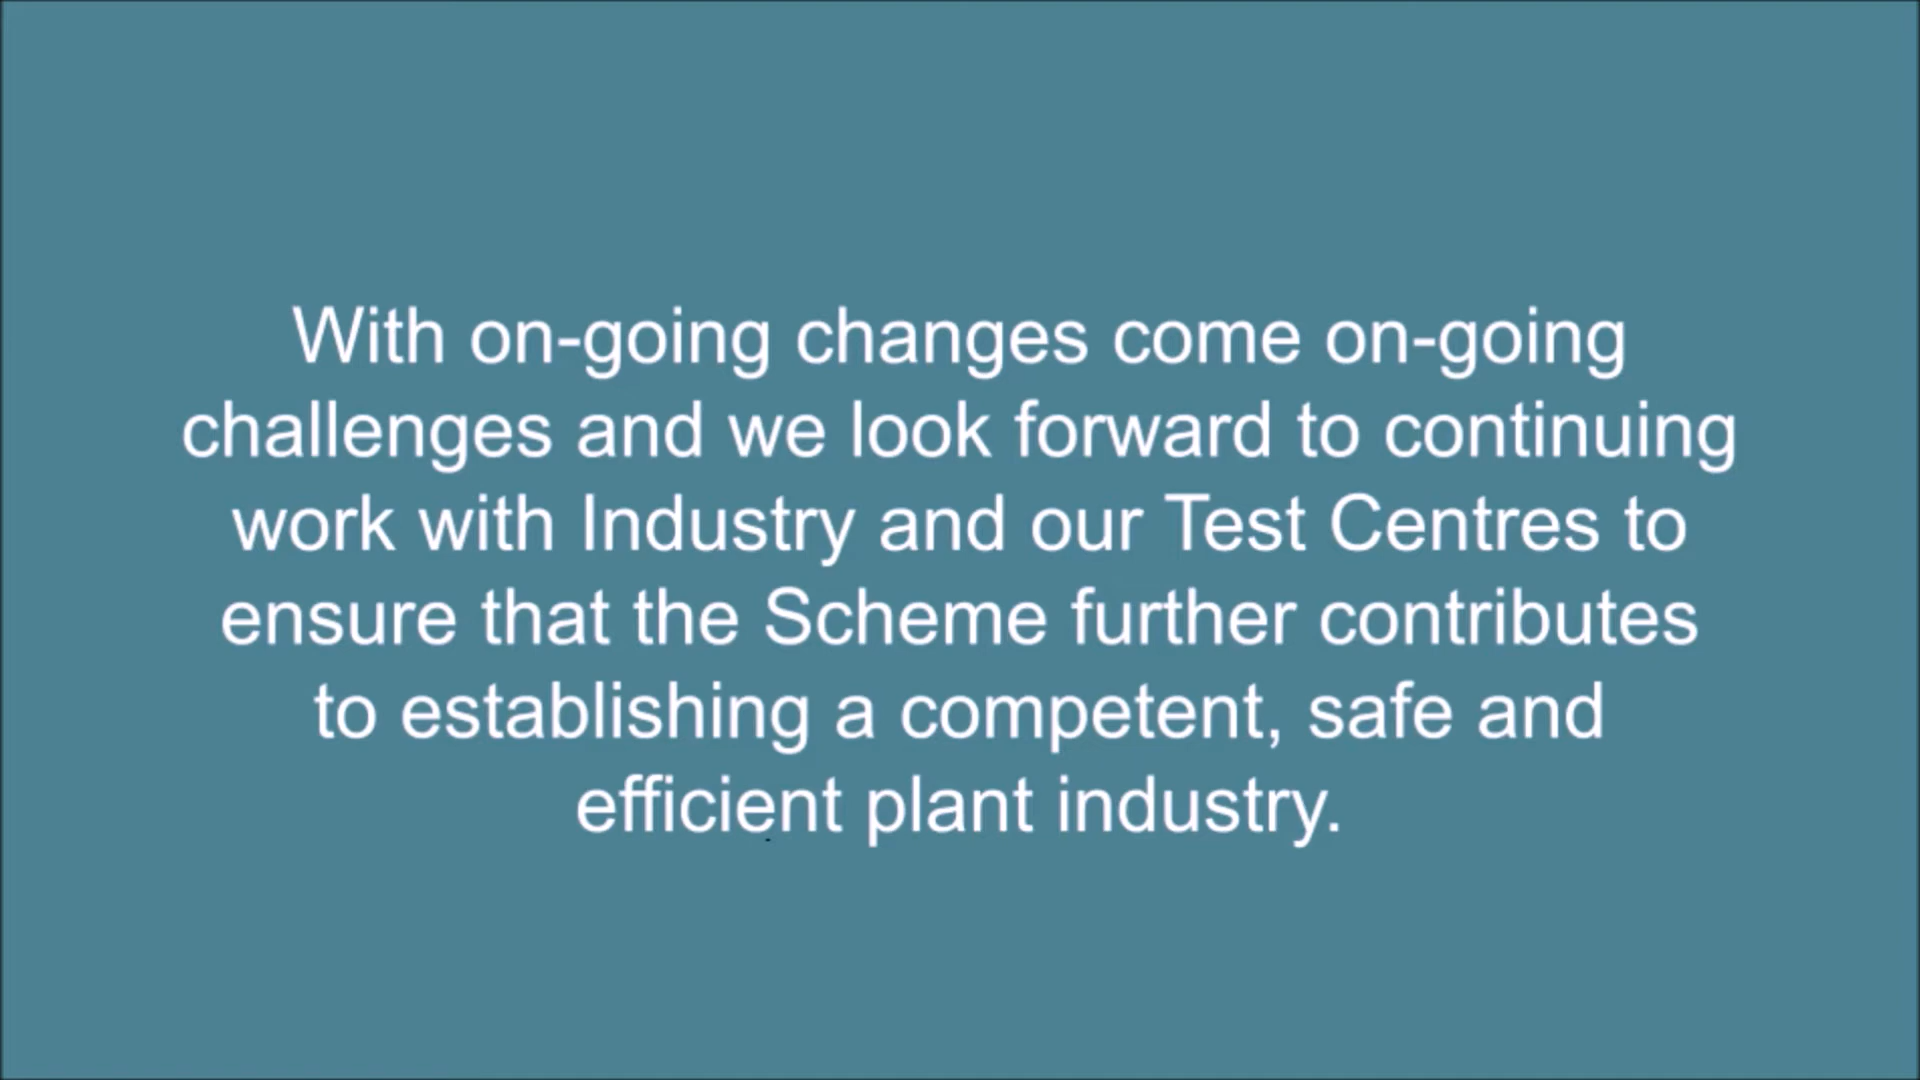 With on-going changes come on-going
challenges and we look forward to continuing
work with Industry and our Test Centres to
ensure that the Scheme further contributes
to establishing a competent, safe and
efficient plant industry.